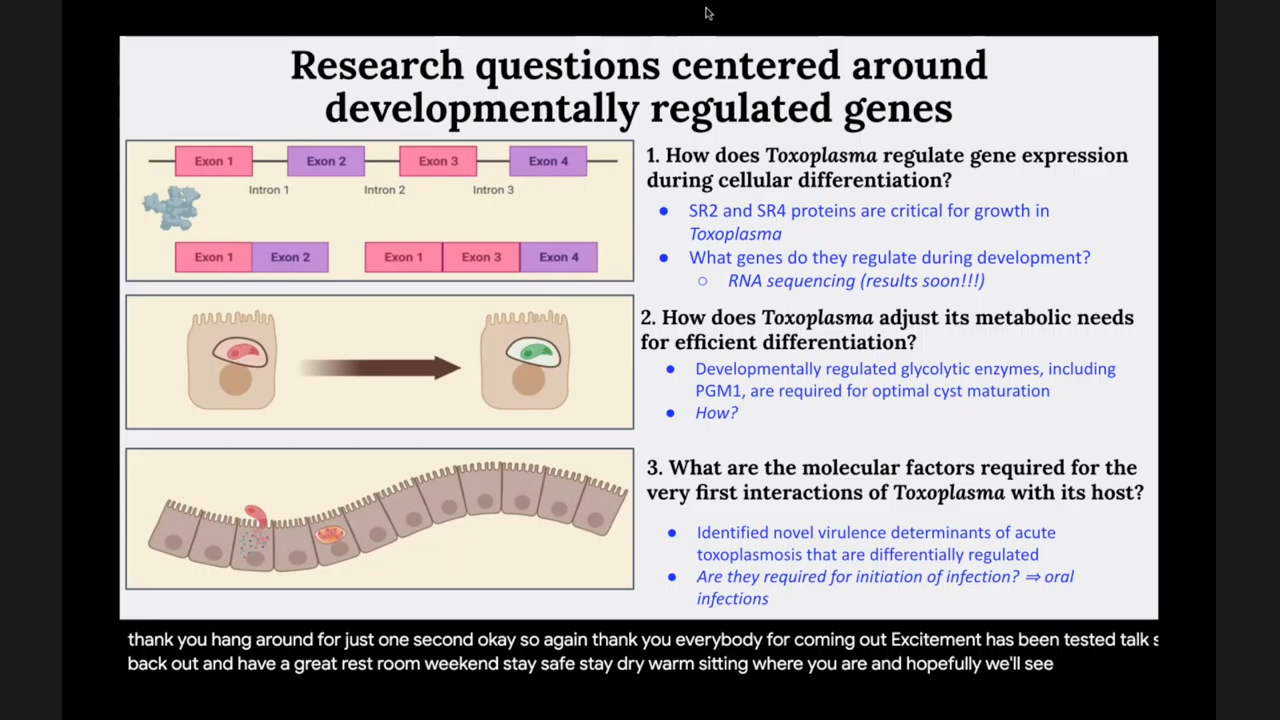 Research questions centered around
developmentally regulated genes
Exon 1 Exon 2 Exon 3 Exon 4
Intron 1 Intron 2 Intron 3
Exon 1 Exon 2 Exon 1 Exon 3 Exon 4
1. How does Toxoplasma regulate gene expression
during cellular differentiation?
● SR2 and SR4 proteins are critical for growth in
Toxoplasma
● What genes do they regulate during development?
○ RNA sequencing (results soon!!!)
2. How does Toxoplasma adjust its metabolic needs
for efficient differentiation?
● Developmentally regulated glycolytic enzymes, including
PGM1, are required for optimal cyst maturation
● How?
3. What are the molecular factors required for the
very first interactions of Toxoplasma with its host?
● Identified novel virulence determinants of acute
toxoplasmosis that are differentially regulated
● Are they required for initiation of infection? ⇒ oral
infections
thank you hang around for just one second okay so again thank you everybody for coming out Excitement has been tested talk
back out and have a great rest room weekend stay safe stay dry warm sitting where you are and hopefully we'll see